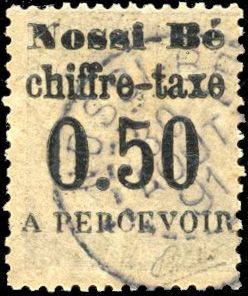 Nossi Bé
chiffre-taxe
0.50
A PERCEVOIR